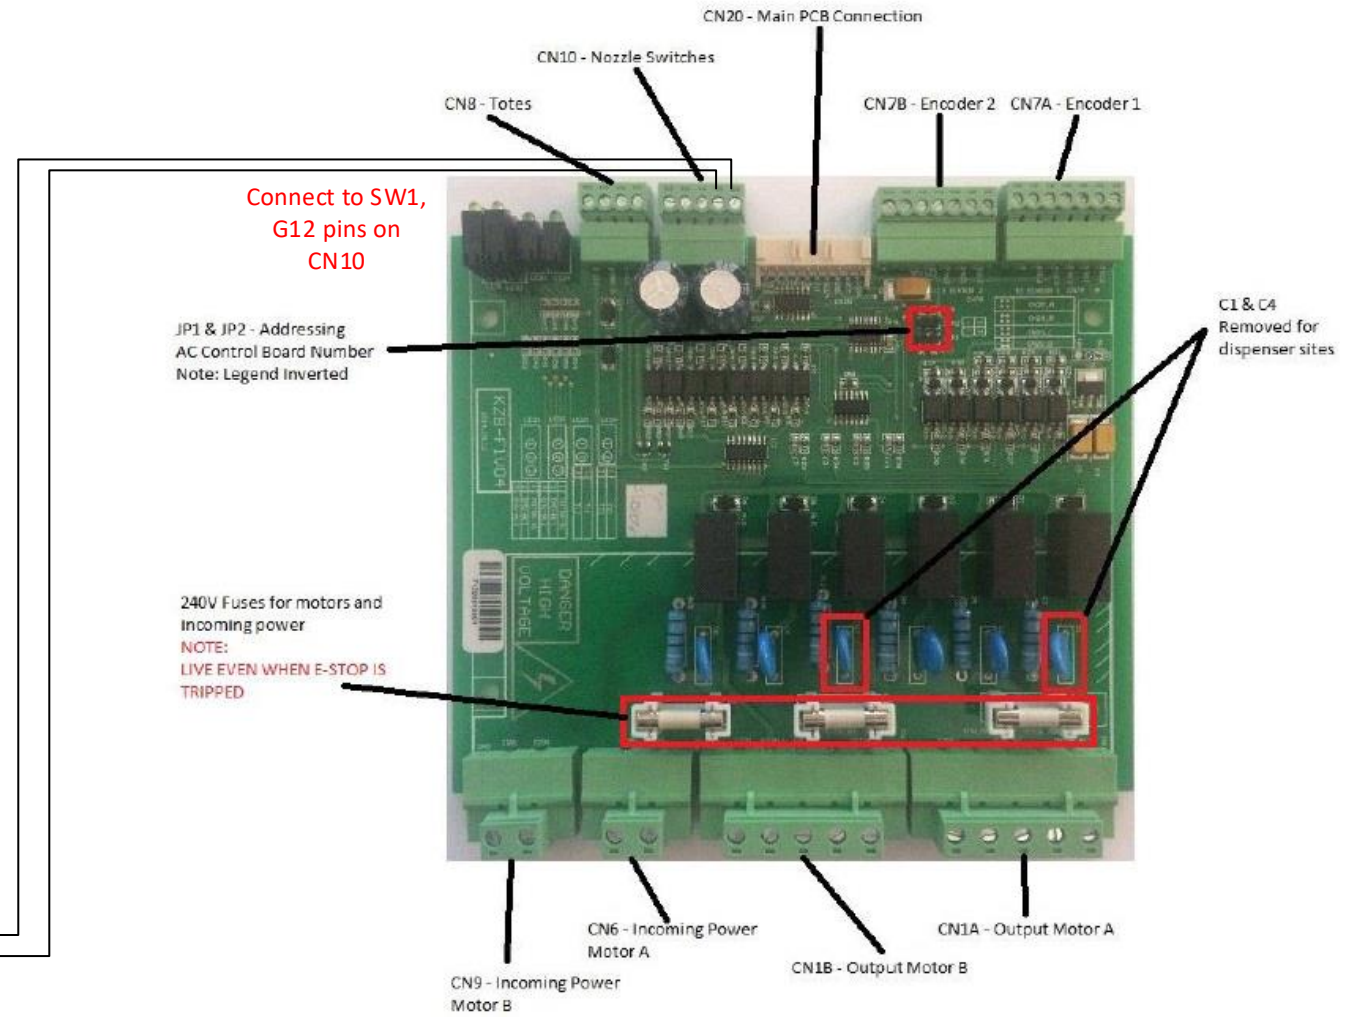 CN20 - Main PCB Connection
CN10 - Nozzle Switches
CN8 - Totes
CN7B - Encoder 2
CN7A - Encoder 1
Connect to SW1,
G12 pins on
CN10
C1 & C4
Removed for
dispenser sites
JP1 & JP2 - Addressing
AC Control Board Number
Note: Legend Inverted
KZB-F1V04
DANGER
HIGH
VOLTAGE
240V Fuses for motors and
incoming power
NOTE:
LIVE EVEN WHEN E-STOP IS
TRIPPED
CN6 - Incoming Power
Motor A
CN1A - Output Motor A
CN1B - Output Motor B
CN9 - Incoming Power
Motor B